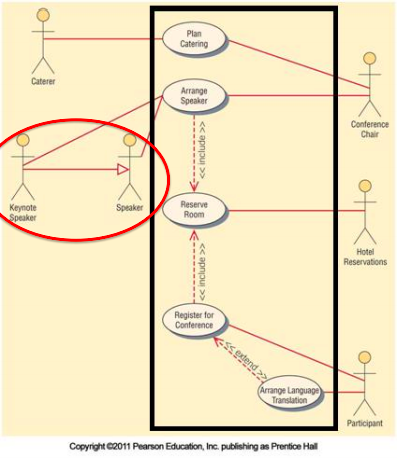 Plan
Catering
Caterer
Arrange
Speaker
Conference
Chair
<< include >>
Keynote
Speaker
Speaker
Reserve
Room
Hotel
Reservations
<< include >>
Register for
Conference
<< extend >>
Arrange Language
Translation
Participant
Copyright ©2011 Pearson Education, Inc. publishing as Prentice Hall